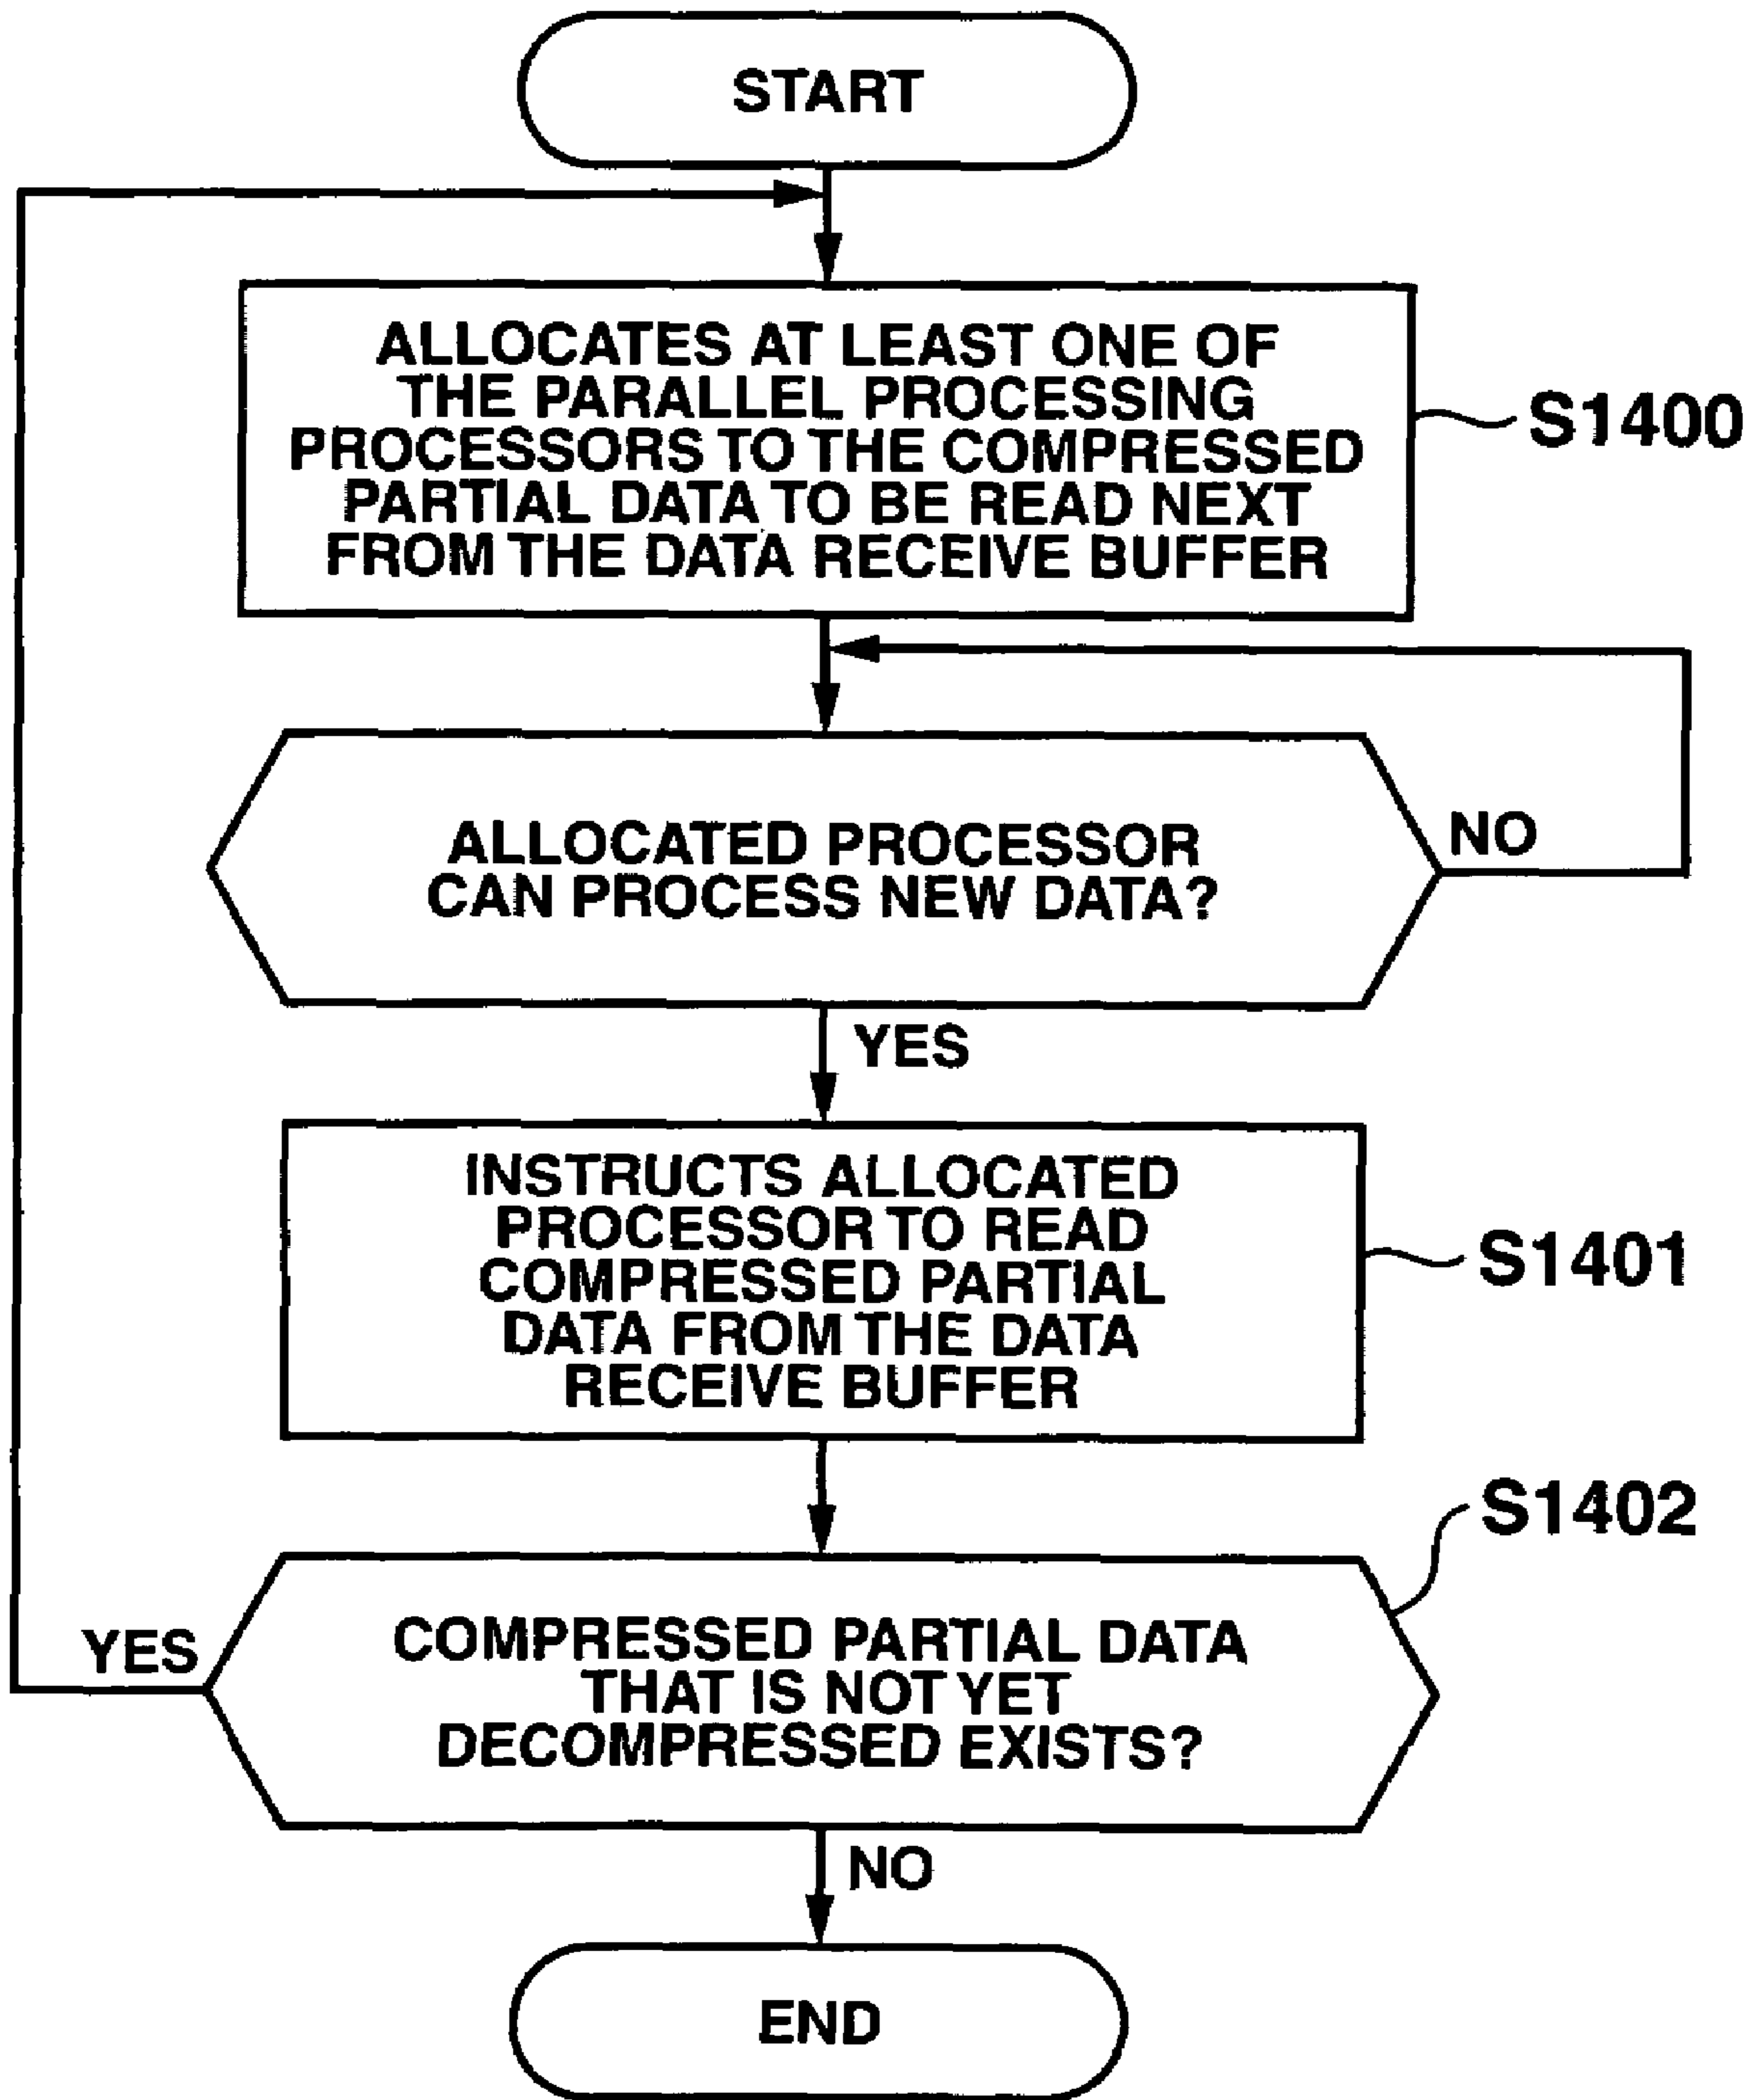 START
ALLOCATES AT LEAST ONE OF
THE PARALLEL PROCESSING
PROCESSORS TO THE COMPRESSED
PARTIAL DATA TO BE READ NEXT
FROM THE DATA RECEIVE BUFFER
S1400
ALLOCATED PROCESSOR
CAN PROCESS NEW DATA?
NO
YES
INSTRUCTS ALLOCATED
PROCESSOR TO READ
COMPRESSED PARTIAL
DATA FROM THE DATA
RECEIVE BUFFER
S1401
S1402
COMPRESSED PARTIAL DATA
THAT IS NOT YET
DECOMPRESSED EXISTS?
YES
NO
END